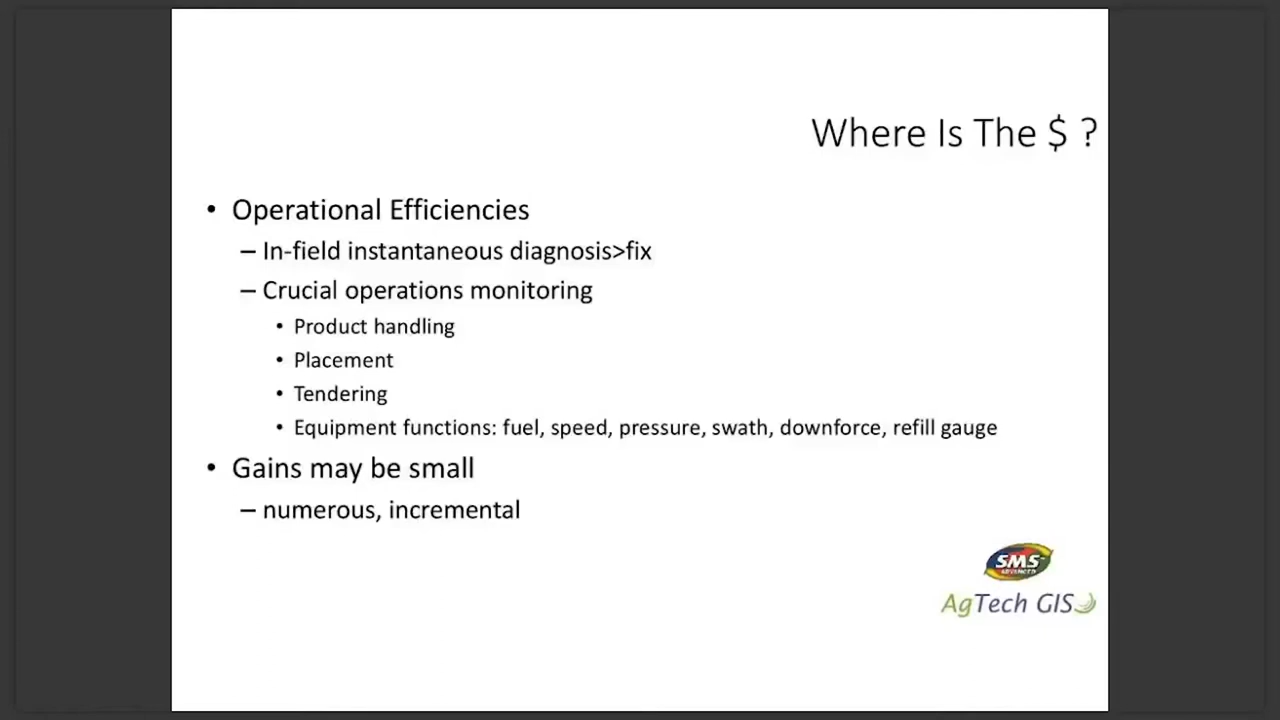 Where Is The $ ?
• Operational Efficiencies
– In-field instantaneous diagnosis>fix
– Crucial operations monitoring
• Product handling
• Placement
• Tendering
• Equipment functions: fuel, speed, pressure, swath, downforce, refill gauge
• Gains may be small
– numerous, incremental
SMS
ADVANCED
AgTech GIS